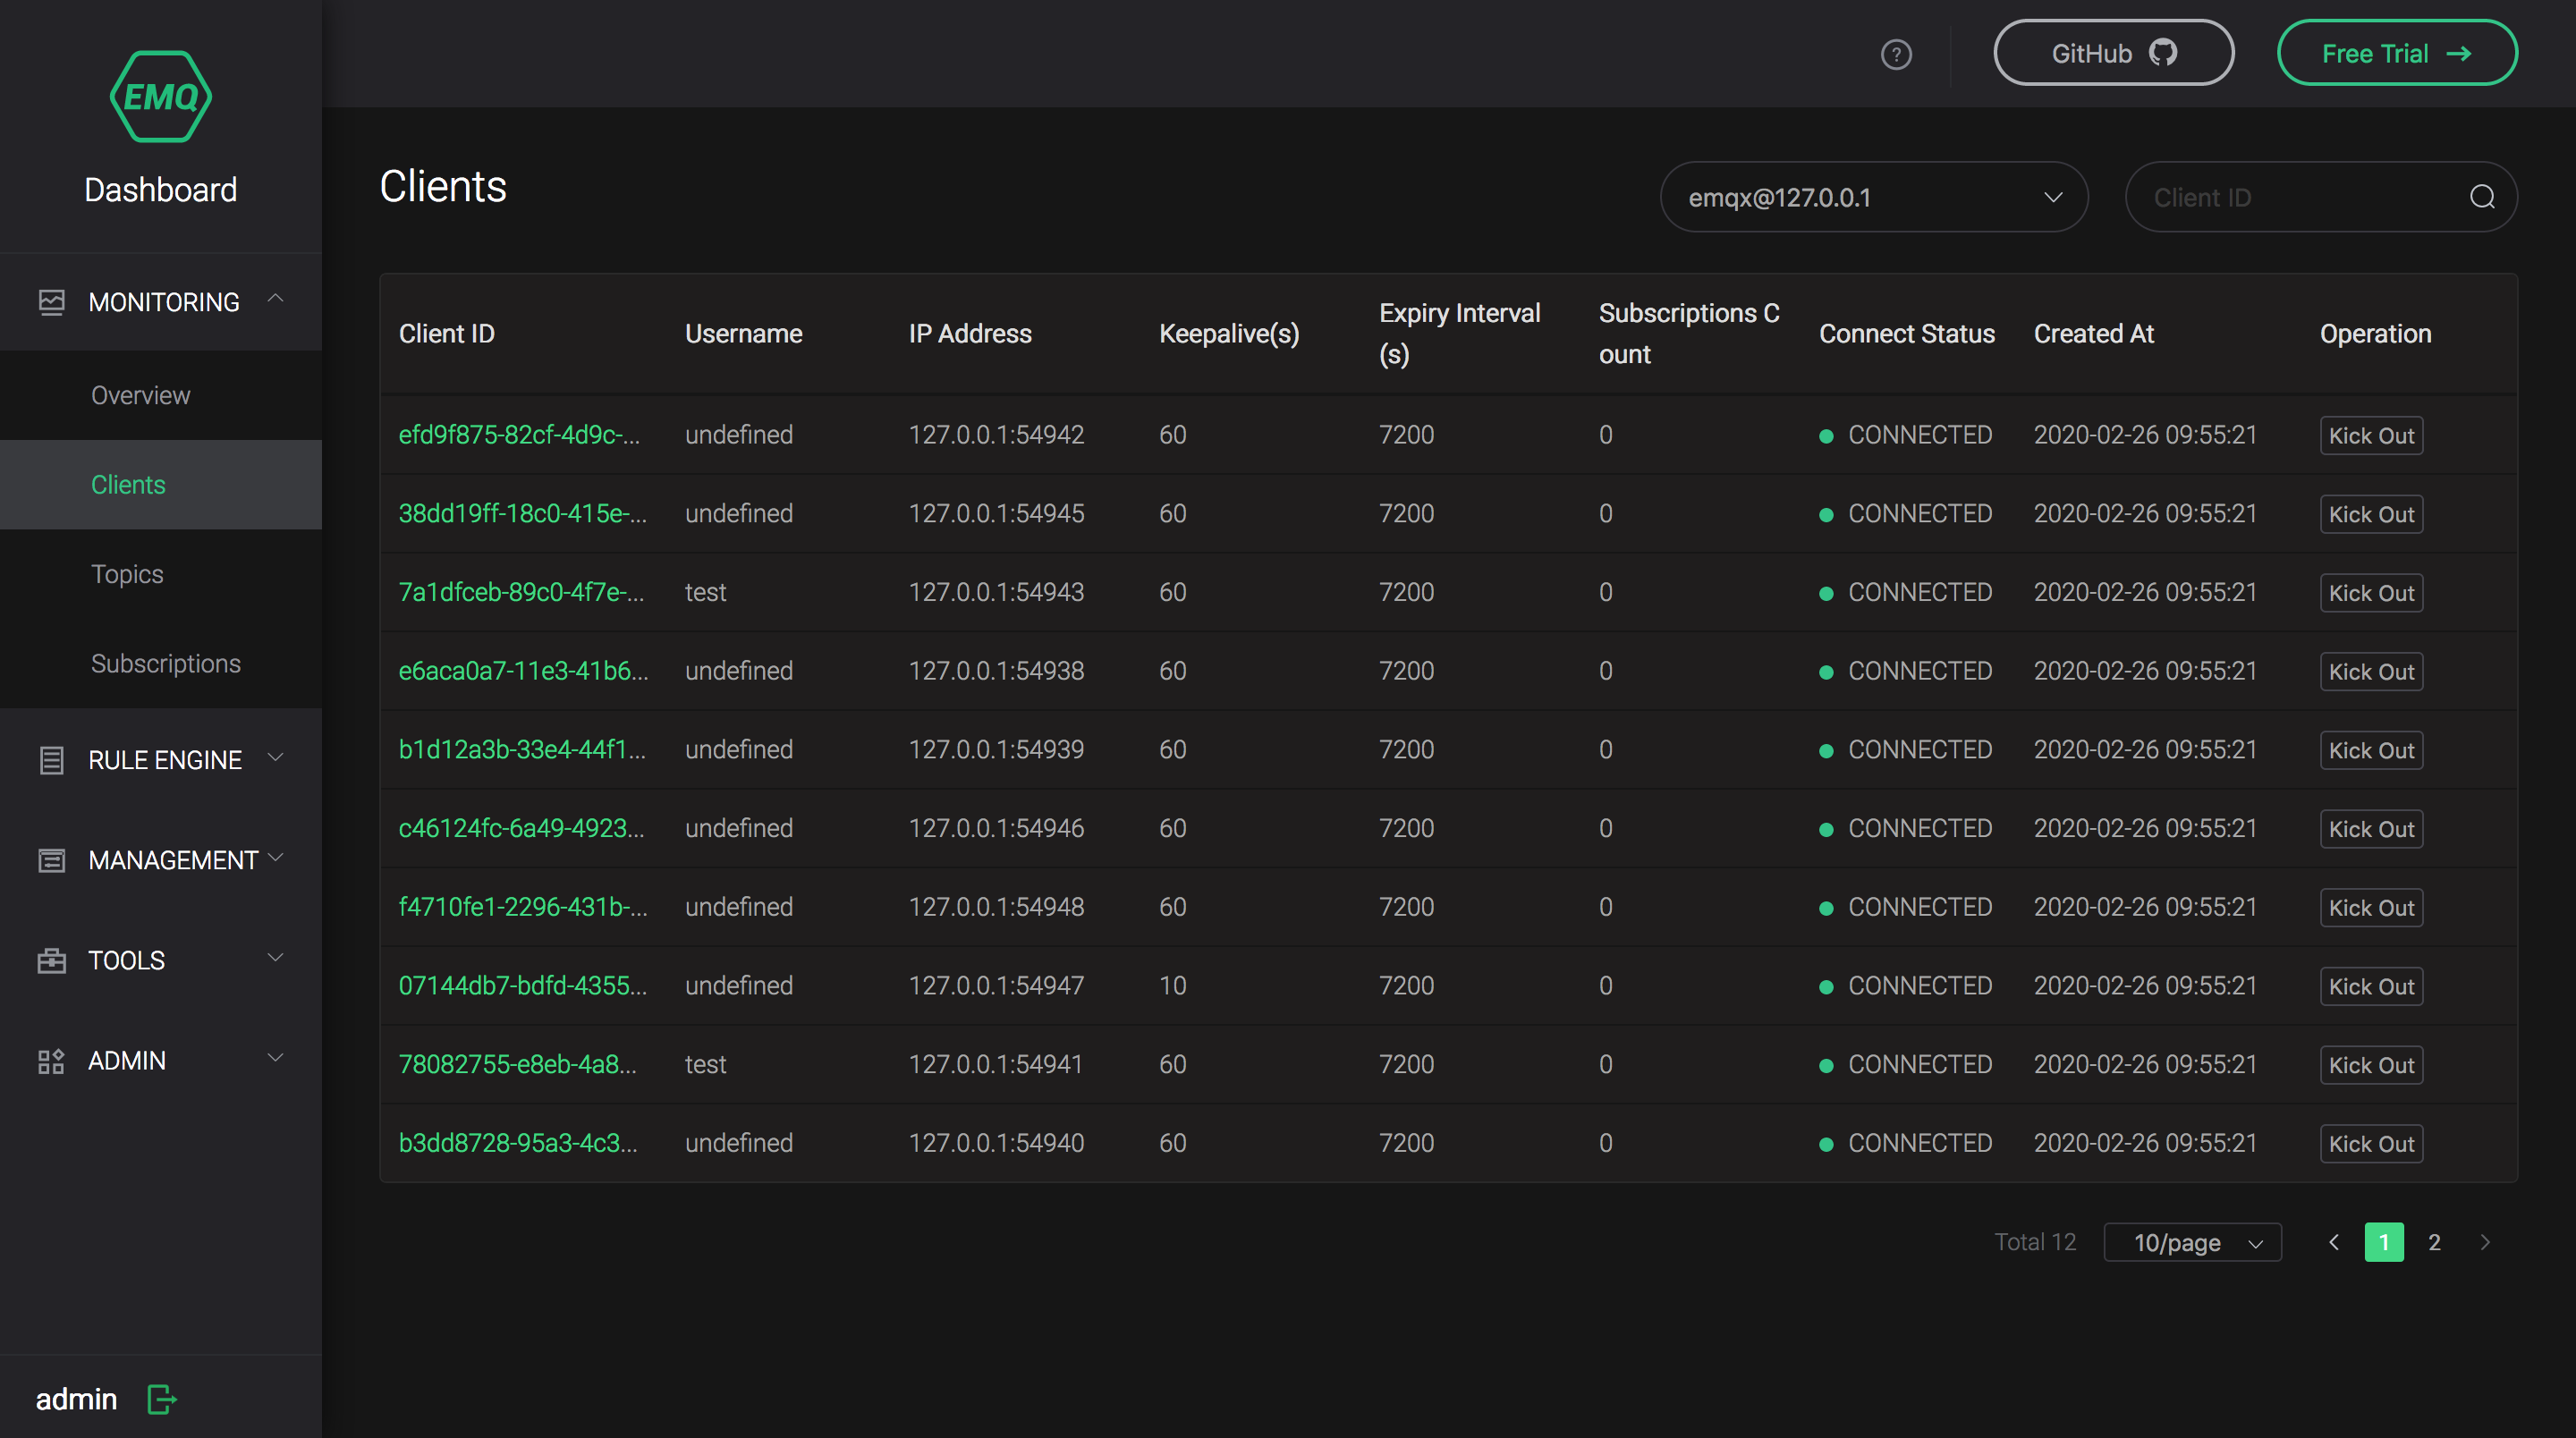 EMQ
Dashboard
MONITORING
Overview
Clients
Topics
Subscriptions
RULE ENGINE
MANAGEMENT
TOOLS
ADMIN
admin
?
GitHub
Free Trial →
Clients
emqx@127.0.0.1
Client ID
Client ID Username IP Address Keepalive(s) Expiry Interval (s) Subscriptions C ount Connect Status Created At Operation
efd9f875-82cf-4d9c-... undefined 127.0.0.1:54942 60 7200 0 CONNECTED 2020-02-26 09:55:21 Kick Out
38dd19ff-18c0-415e-... undefined 127.0.0.1:54945 60 7200 0 CONNECTED 2020-02-26 09:55:21 Kick Out
7a1dfceb-89c0-4f7e-... test 127.0.0.1:54943 60 7200 0 CONNECTED 2020-02-26 09:55:21 Kick Out
e6aca0a7-11e3-41b6... undefined 127.0.0.1:54938 60 7200 0 CONNECTED 2020-02-26 09:55:21 Kick Out
b1d12a3b-33e4-44f1... undefined 127.0.0.1:54939 60 7200 0 CONNECTED 2020-02-26 09:55:21 Kick Out
c46124fc-6a49-4923... undefined 127.0.0.1:54946 60 7200 0 CONNECTED 2020-02-26 09:55:21 Kick Out
f4710fe1-2296-431b-... undefined 127.0.0.1:54948 60 7200 0 CONNECTED 2020-02-26 09:55:21 Kick Out
07144db7-bdfd-4355... undefined 127.0.0.1:54947 10 7200 0 CONNECTED 2020-02-26 09:55:21 Kick Out
78082755-e8eb-4a8... test 127.0.0.1:54941 60 7200 0 CONNECTED 2020-02-26 09:55:21 Kick Out
b3dd8728-95a3-4c3... undefined 127.0.0.1:54940 60 7200 0 CONNECTED 2020-02-26 09:55:21 Kick Out
Total 12 10/page 1 2